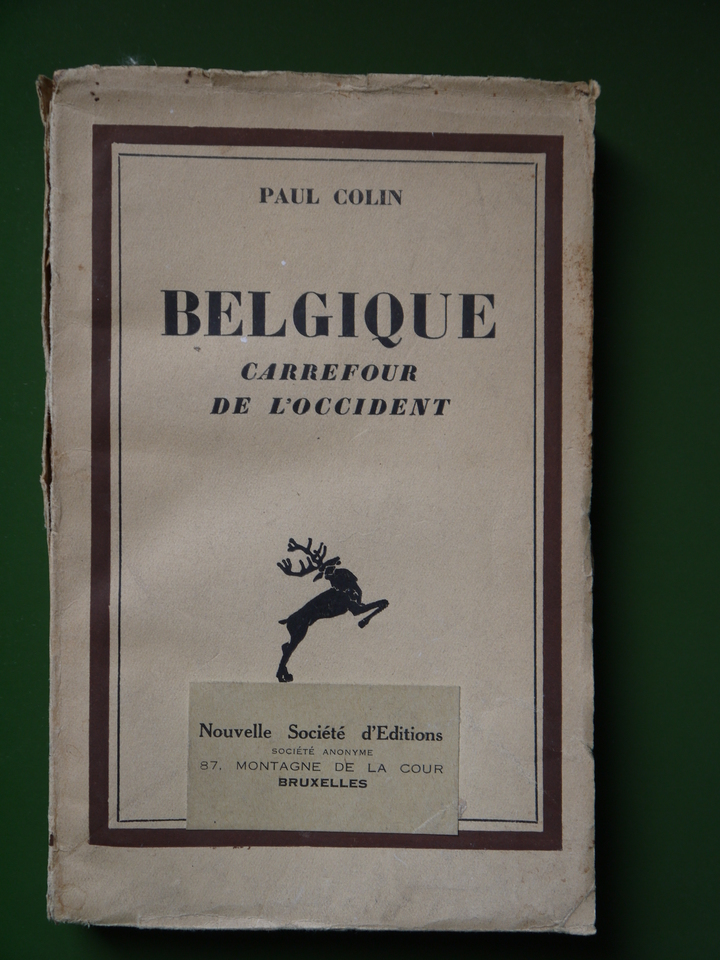 PAUL COLIN
BELGIQUE
CARREFOUR
DE L'OCCIDENT
Nouvelle Société d'Editions
SOCIÉTÉ ANONYME
87, MONTAGNE DE LA COUR
BRUXELLES